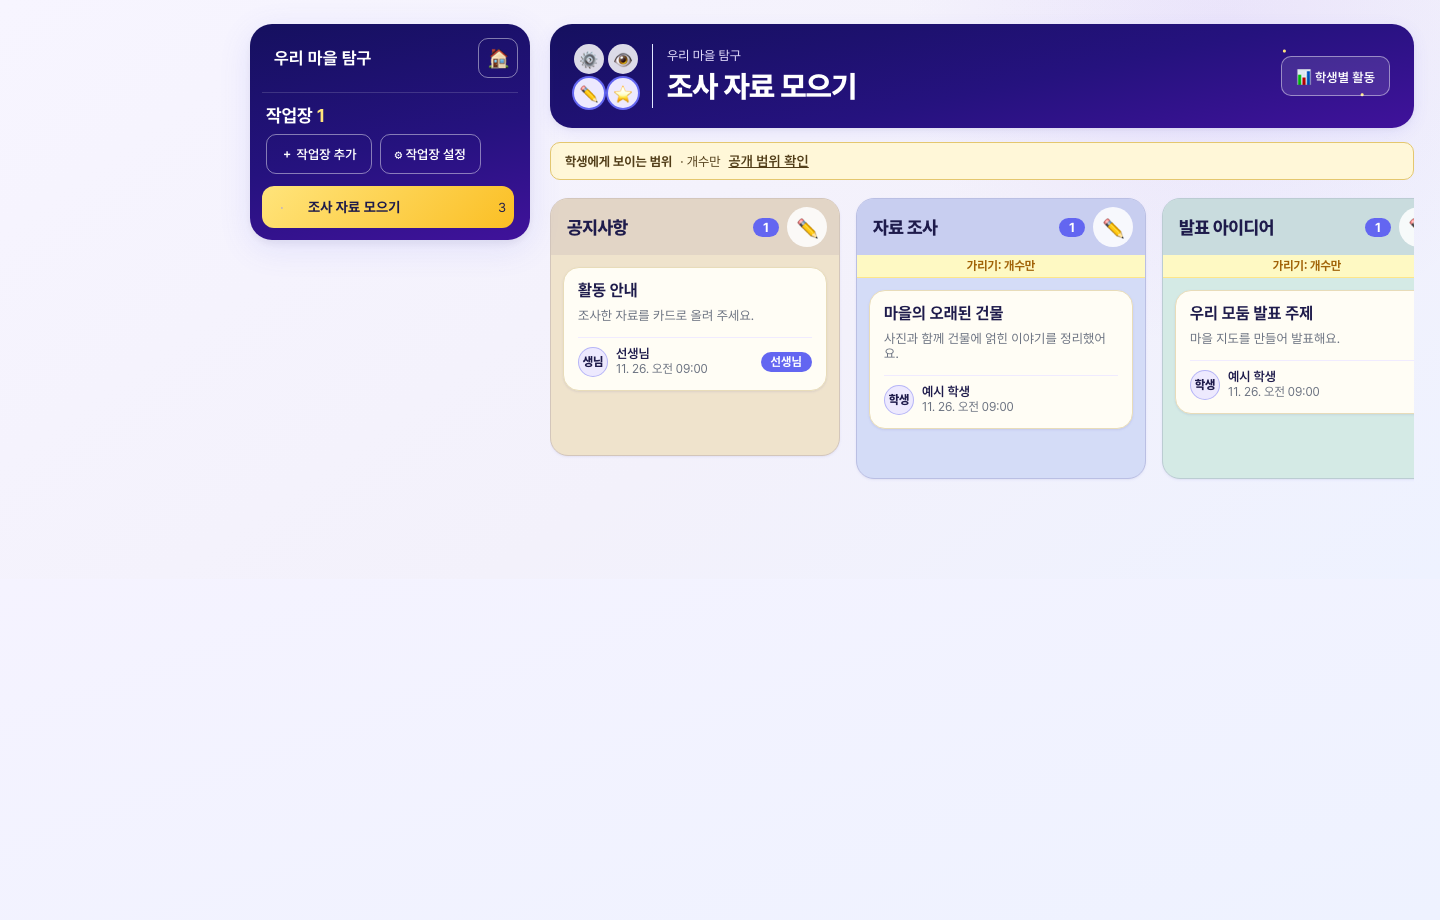 우리 마을 탐구
작업장 1
+ 작업장 추가
작업장 설정
조사 자료 모으기 3
우리 마을 탐구
조사 자료 모으기
학생별 활동
학생에게 보이는 범위 · 개수만 공개 범위 확인
공지사항 1
활동 안내
조사한 자료를 카드로 올려 주세요.
생님
선생님
11. 26. 오전 09:00
선생님
자료 조사 1
가리기: 개수만
마을의 오래된 건물
사진과 함께 건물에 얽힌 이야기를 정리했어
요.
학생
예시 학생
11. 26. 오전 09:00
발표 아이디어 1
가리기: 개수만
우리 모둠 발표 주제
마을 지도를 만들어 발표해요.
학생
예시 학생
11. 26. 오전 09:00